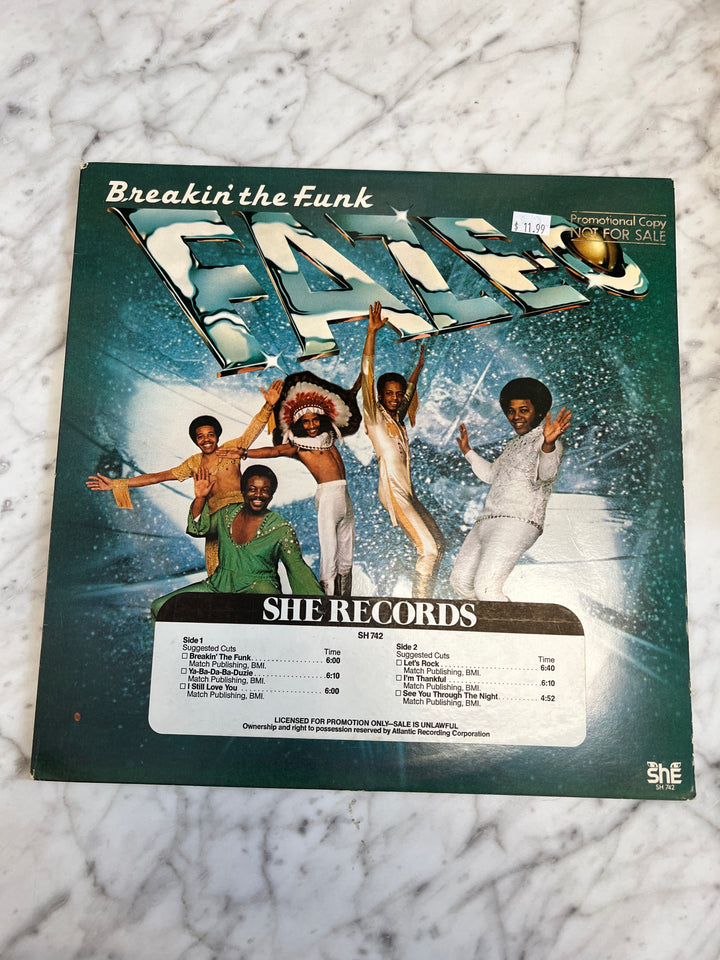 Breakin' the Funk
FAZE-O
$ 11.99
Promotional Copy
NOT FOR SALE
SHE RECORDS
SH 742
Side 1
Suggested Cuts Time
☐ Breakin' The Funk 6:00
Match Publishing, BMI.
☐ Ya-Ba-Da-Ba-Duzie 6:10
Match Publishing, BMI.
☐ I Still Love You 6:00
Match Publishing, BMI.
Side 2
Suggested Cuts Time
☐ Let's Rock 6:40
Match Publishing, BMI.
☐ I'm Thankful 6:10
Match Publishing, BMI.
☐ See You Through The Night 4:52
Match Publishing, BMI.
LICENSED FOR PROMOTION ONLY—SALE IS UNLAWFUL
Ownership and right to possession reserved by Atlantic Recording Corporation
shE
SH 742